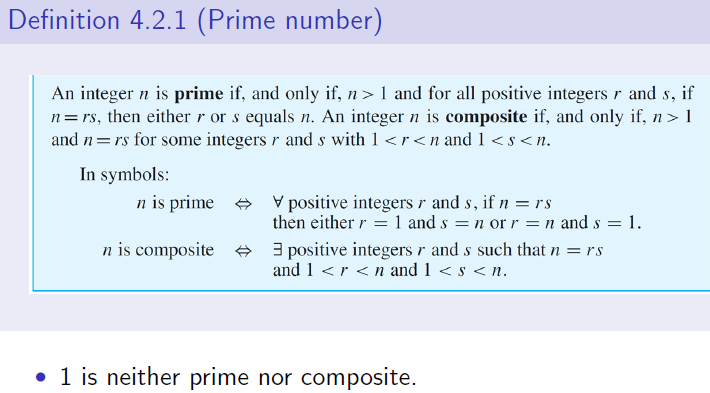 Definition 4.2.1 (Prime number)
An integer n is prime if, and only if, n > 1 and for all positive integers r and s, if
n = rs, then either r or s equals n. An integer n is composite if, and only if, n > 1
and n = rs for some integers r and s with 1 < r < n and 1 < s < n.
In symbols:
n is prime ⇔ ∀ positive integers r and s, if n = rs
then either r = 1 and s = n or r = n and s = 1.
n is composite ⇔ ∃ positive integers r and s such that n = rs
and 1 < r < n and 1 < s < n.
• 1 is neither prime nor composite.